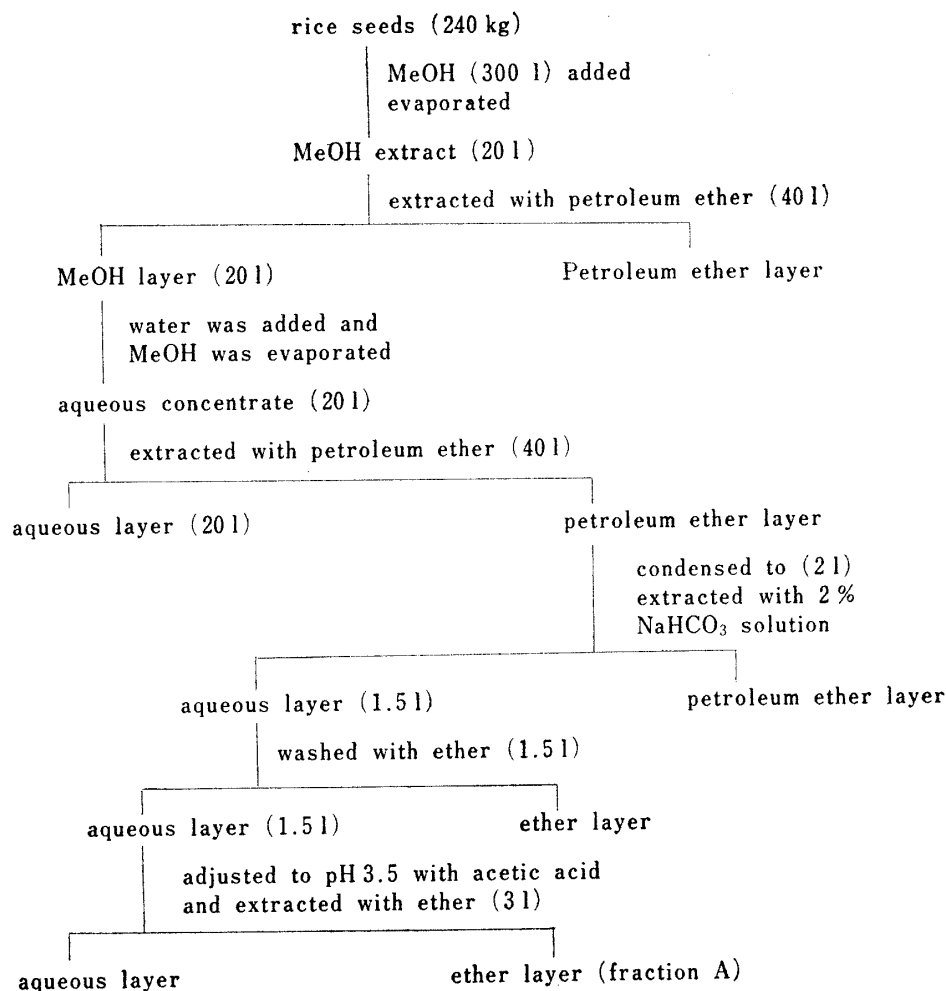 rice seeds (240 kg)
MeOH (300 l) added
evaporated
MeOH extract (20 l)
extracted with petroleum ether (40 l)
MeOH layer (20 l)
Petroleum ether layer
water was added and
MeOH was evaporated
aqueous concentrate (20 l)
extracted with petroleum ether (40 l)
aqueous layer (20 l)
petroleum ether layer
condensed to (2 l)
extracted with 2 %
NaHCO₃ solution
aqueous layer (1.5 l)
petroleum ether layer
washed with ether (1.5 l)
aqueous layer (1.5 l)
ether layer
adjusted to pH 3.5 with acetic acid
and extracted with ether (3 l)
aqueous layer
ether layer (fraction A)